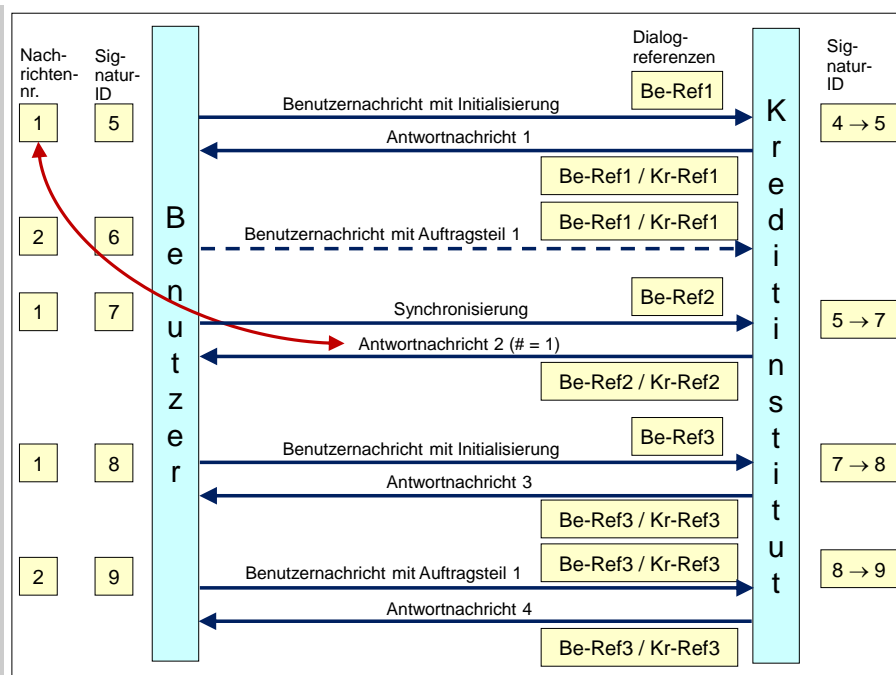 Nach-
richten-
nr.
Sig-
natur-
ID
Dialog-
referenzen
Sig-
natur-
ID
Benutzer
Kreditinstitut
1
5
Benutzernachricht mit Initialisierung
Be-Ref1
4 → 5
Antwortnachricht 1
Be-Ref1 / Kr-Ref1
2
6
Benutzernachricht mit Auftragsteil 1
Be-Ref1 / Kr-Ref1
1
7
Synchronisierung
Be-Ref2
5 → 7
Antwortnachricht 2 (# = 1)
Be-Ref2 / Kr-Ref2
1
8
Benutzernachricht mit Initialisierung
Be-Ref3
7 → 8
Antwortnachricht 3
Be-Ref3 / Kr-Ref3
2
9
Benutzernachricht mit Auftragsteil 1
Be-Ref3 / Kr-Ref3
8 → 9
Antwortnachricht 4
Be-Ref3 / Kr-Ref3